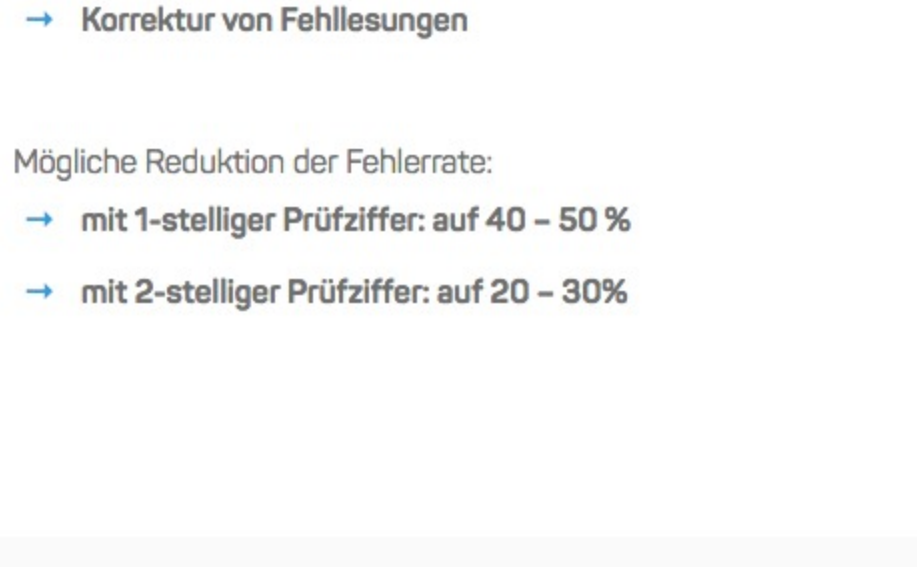 → Korrektur von Fehllesungen
Mögliche Reduktion der Fehlerrate:
→ mit 1-stelliger Prüfziffer: auf 40 – 50 %
→ mit 2-stelliger Prüfziffer: auf 20 – 30%